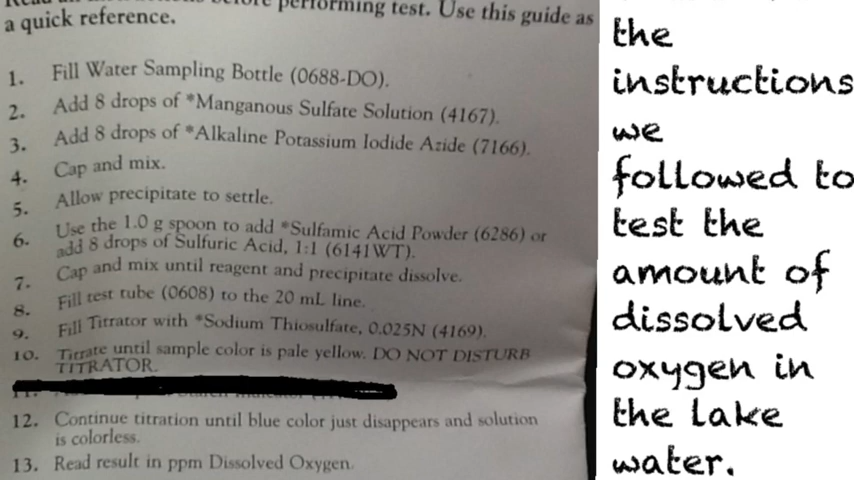 before performing test. Use this guide as
a quick reference.
1. Fill Water Sampling Bottle (0688-DO).
2. Add 8 drops of *Manganous Sulfate Solution (4167).
3. Add 8 drops of *Alkaline Potassium Iodide Azide (7166).
4. Cap and mix.
5. Allow precipitate to settle.
6. Use the 1.0 g spoon to add *Sulfamic Acid Powder (6286) or
add 8 drops of Sulfuric Acid, 1:1 (6141WT).
7. Cap and mix until reagent and precipitate dissolve.
8. Fill test tube (0608) to the 20 mL line.
9. Fill Titrator with *Sodium Thiosulfate, 0.025N (4169).
10. Titrate until sample color is pale yellow. DO NOT DISTURB
TITRATOR.
11.
12. Continue titration until blue color just disappears and solution
is colorless.
13. Read result in ppm Dissolved Oxygen.
the
instructions
we
followed to
test the
amount of
dissolved
oxygen in
the lake
water.